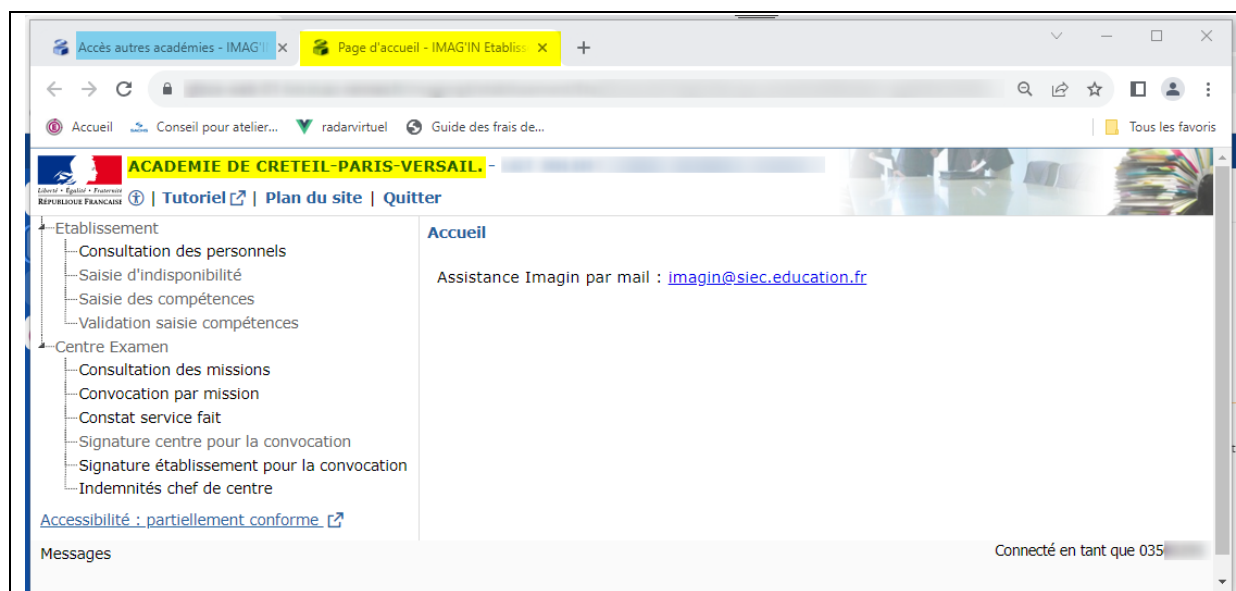 Accès autres académies - IMAG'I
Page d'accueil - IMAG'IN Etabliss
Accueil
Conseil pour atelier...
radarvirtuel
Guide des frais de...
Tous les favoris
ACADEMIE DE CRETEIL-PARIS-VERSAIL. -
Liberté • Égalité • Fraternité
RÉPUBLIQUE FRANÇAISE
| Tutoriel | Plan du site | Quitter
Etablissement
Consultation des personnels
Saisie d'indisponibilité
Saisie des compétences
Validation saisie compétences
Centre Examen
Consultation des missions
Convocation par mission
Constat service fait
Signature centre pour la convocation
Signature établissement pour la convocation
Indemnités chef de centre
Accessibilité : partiellement conforme
Accueil
Assistance Imagin par mail : imagin@siec.education.fr
Messages
Connecté en tant que 035